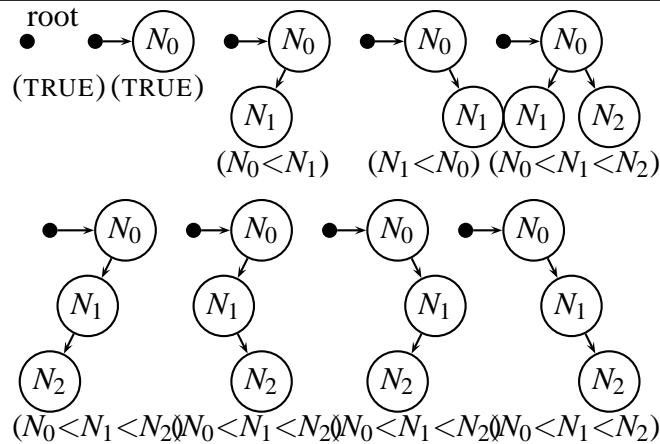 root
N₀ N₀ N₀ N₀
(TRUE) (TRUE)
N₁ N₁ N₁ N₂
(N₀<N₁) (N₁<N₀) (N₀<N₁<N₂)
N₀ N₀ N₀ N₀
N₁ N₁ N₁ N₁
N₂ N₂ N₂ N₂
(N₀<N₁<N₂) (N₀<N₁<N₂) (N₀<N₁<N₂) (N₀<N₁<N₂)